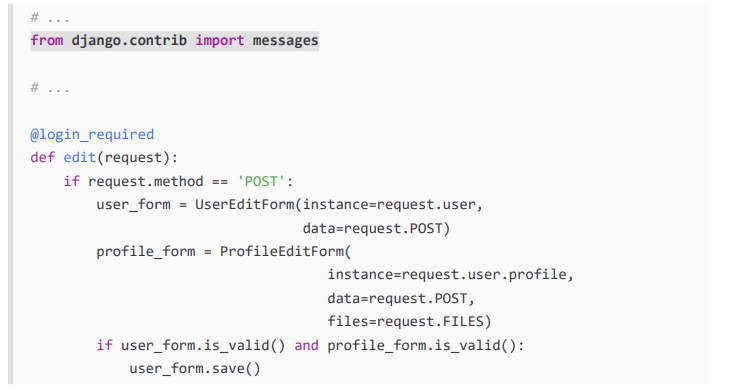 # ...
from django.contrib import messages
# ...
@login_required
def edit(request):
    if request.method == 'POST':
        user_form = UserEditForm(instance=request.user,
                                 data=request.POST)
        profile_form = ProfileEditForm(
                                    instance=request.user.profile,
                                    data=request.POST,
                                    files=request.FILES)
        if user_form.is_valid() and profile_form.is_valid():
            user_form.save()